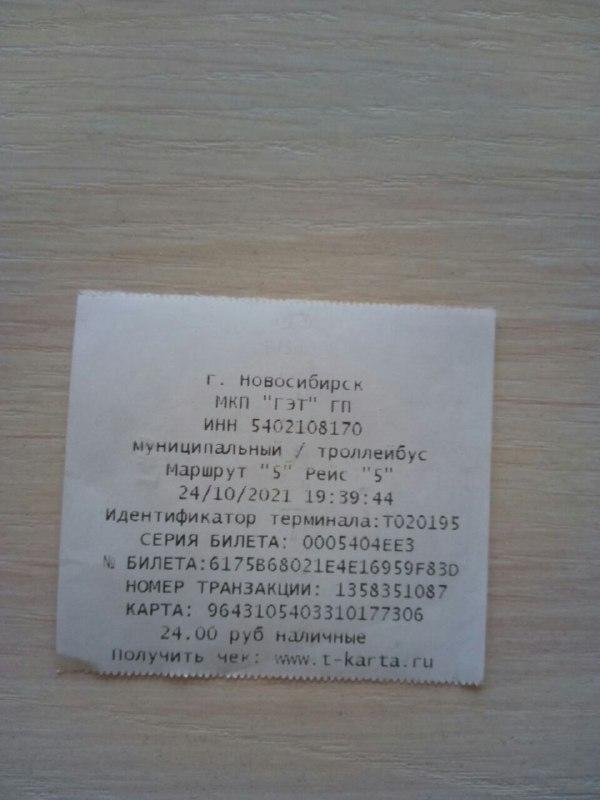 г. Новосибирск
МКП "ГЭТ" ГП
ИНН 5402108170
муниципальный / троллейбус
Маршрут "5" Рейс "5"
24/10/2021 19:39:44
Идентификатор терминала:T020195
СЕРИЯ БИЛЕТА: 0005404EE3
№ БИЛЕТА:6175B68021E4E16959F83D
НОМЕР ТРАНЗАКЦИИ: 1358351087
КАРТА: 9643105403310177306
24.00 руб наличные
Получить чек: www.t-karta.ru